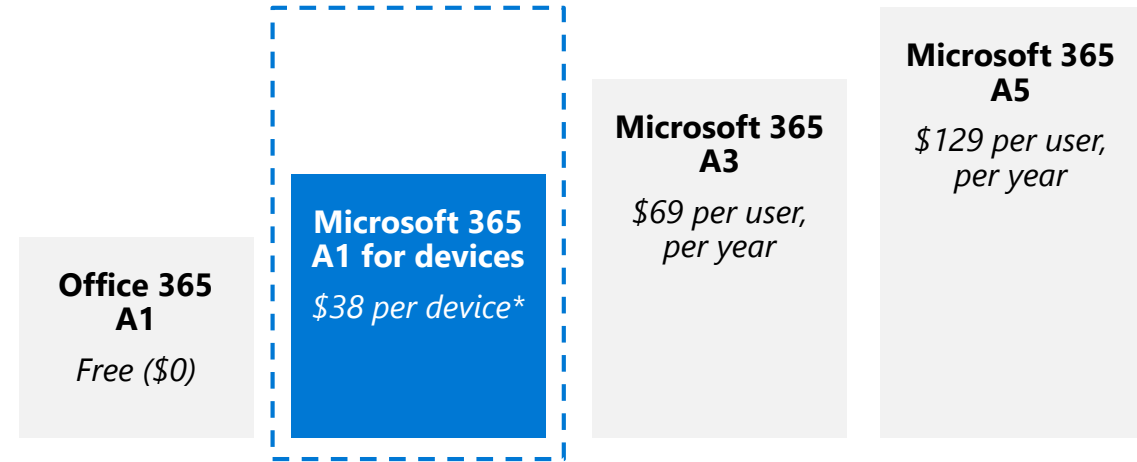 Office 365
A1
Free ($0)
Microsoft 365
A1 for devices
$38 per device*
Microsoft 365
A3
$69 per user,
per year
Microsoft 365
A5
$129 per user,
per year